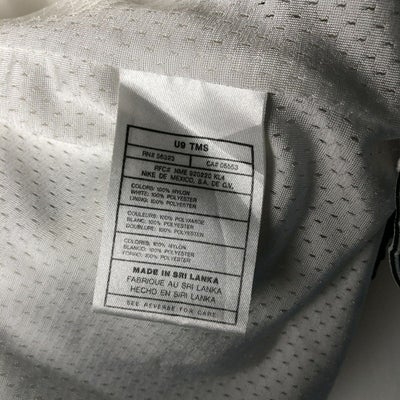 U9 TMS
RN# 56323 CA# 05553
RFC# NME 920220 KL4
NIKE DE MEXICO, S.A. DE C.V.
COLORS: 100% NYLON
WHITE: 100% POLYESTER
LINING: 100% POLYESTER
COULEURS: 100% POLYAMIDE
BLANC: 100% POLYESTER
DOUBLURE: 100% POLYESTER
COLORES: 100% NYLON
BLANCO: 100% POLIESTER
FORRO: 100% POLIESTER
MADE IN SRI LANKA
FABRIQUE AU SRI LANKA
HECHO EN SRI LANKA
SEE REVERSE FOR CARE